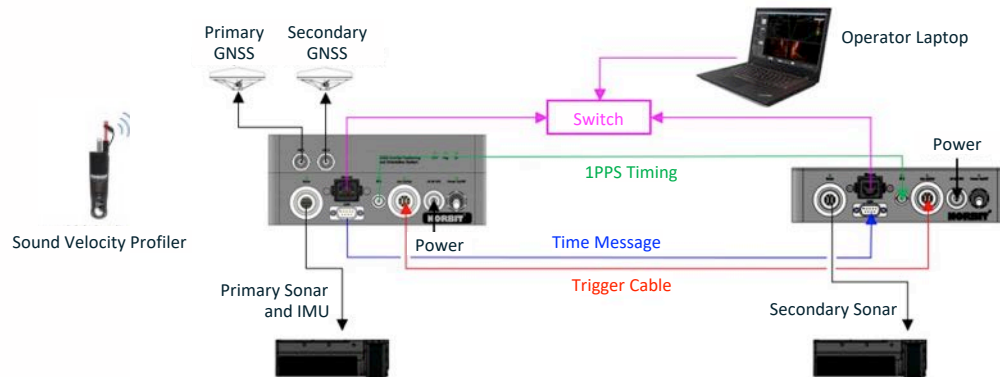 Primary
GNSS
Secondary
GNSS
Operator Laptop
Switch
Power
1PPS Timing
NORBIT
NORBIT
Sound Velocity Profiler
Power
Time Message
Trigger Cable
Primary Sonar
and IMU
Secondary Sonar